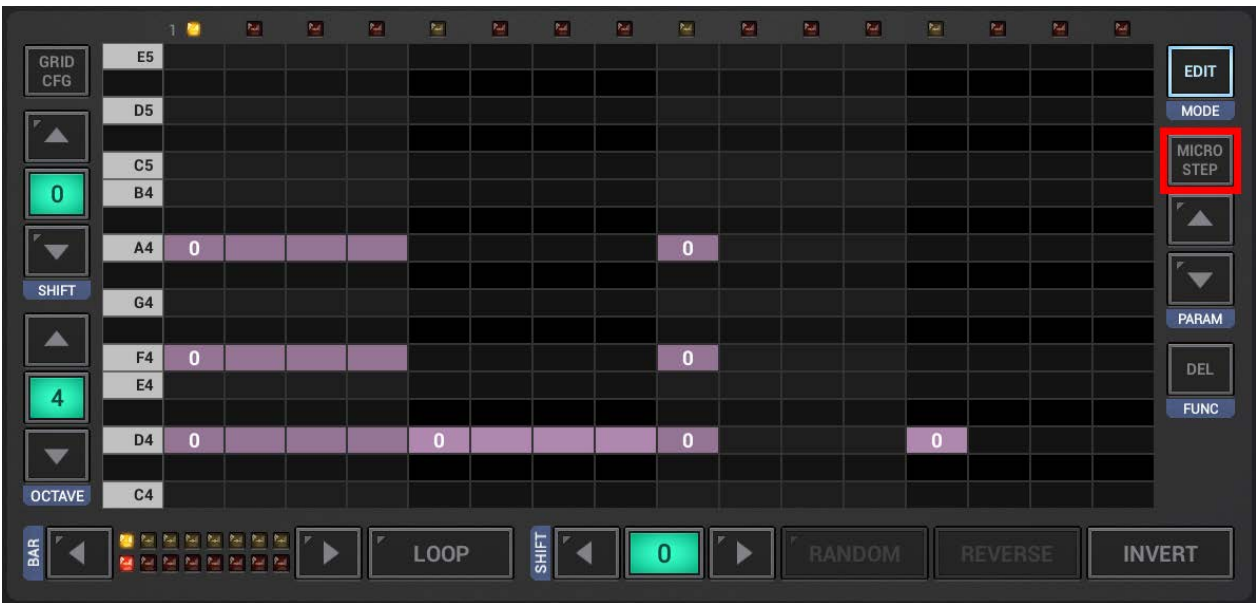 1
GRID
CFG
E5
EDIT
D5
MODE
C5
MICRO
STEP
0
B4
A4 0 0
SHIFT
G4
PARAM
F4 0 0
DEL
4
E4
FUNC
D4 0 0 0 0
OCTAVE
C4
BAR
LOOP
SHIFT
0
RANDOM
REVERSE
INVERT